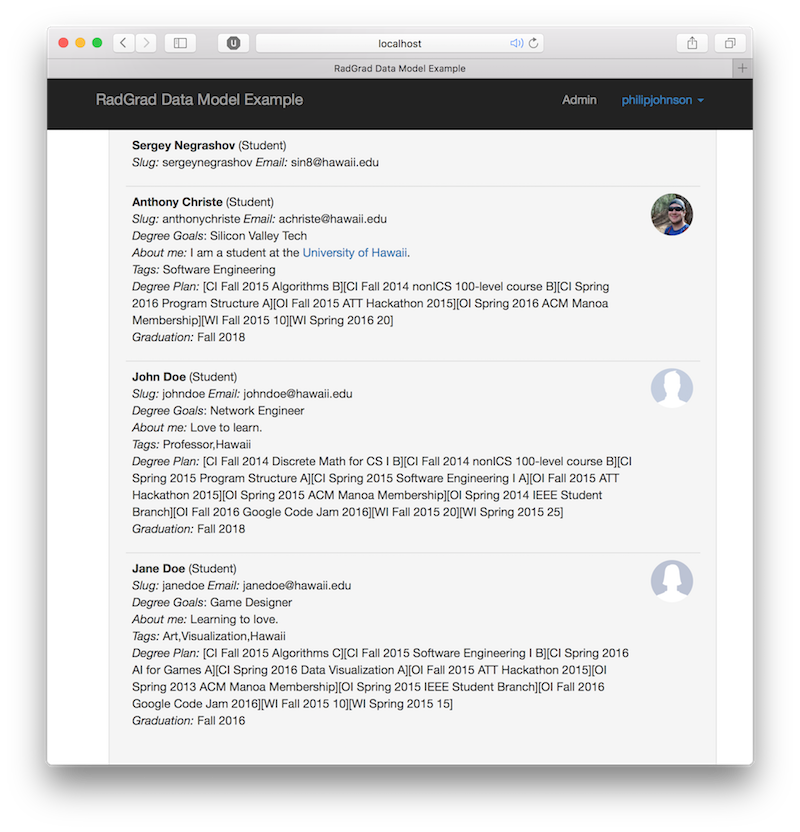 localhost
RadGrad Data Model Example
RadGrad Data Model Example Admin philipjohnson
Sergey Negrashov (Student)
Slug: sergeynegrashov Email: sin8@hawaii.edu
Anthony Christe (Student)
Slug: anthonychriste Email: achriste@hawaii.edu
Degree Goals: Silicon Valley Tech
About me: I am a student at the University of Hawaii.
Tags: Software Engineering
Degree Plan: [CI Fall 2015 Algorithms B][CI Fall 2014 nonICS 100-level course B][CI Spring
2016 Program Structure A][OI Fall 2015 ATT Hackathon 2015][OI Spring 2016 ACM Manoa
Membership][WI Fall 2015 10][WI Spring 2016 20]
Graduation: Fall 2018
John Doe (Student)
Slug: johndoe Email: johndoe@hawaii.edu
Degree Goals: Network Engineer
About me: Love to learn.
Tags: Professor,Hawaii
Degree Plan: [CI Fall 2014 Discrete Math for CS I B][CI Fall 2014 nonICS 100-level course B][CI
Spring 2015 Program Structure A][CI Spring 2015 Software Engineering I A][OI Fall 2015 ATT
Hackathon 2015][OI Spring 2015 ACM Manoa Membership][OI Spring 2014 IEEE Student
Branch][OI Fall 2016 Google Code Jam 2016][WI Fall 2015 20][WI Spring 2015 25]
Graduation: Fall 2018
Jane Doe (Student)
Slug: janedoe Email: janedoe@hawaii.edu
Degree Goals: Game Designer
About me: Learning to love.
Tags: Art,Visualization,Hawaii
Degree Plan: [CI Fall 2015 Algorithms C][CI Fall 2015 Software Engineering I B][CI Spring 2016
AI for Games A][CI Spring 2016 Data Visualization A][OI Fall 2015 ATT Hackathon 2015][OI
Spring 2013 ACM Manoa Membership][OI Spring 2015 IEEE Student Branch][OI Fall 2016
Google Code Jam 2016][WI Fall 2015 10][WI Spring 2015 15]
Graduation: Fall 2016